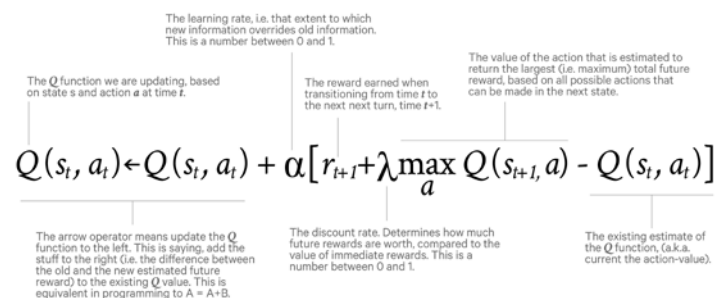 The learning rate, i.e. that extent to which
new information overrides old information.
This is a number between 0 and 1.
The Q function we are updating, based
on state s and action a at time t.
The reward earned when
transitioning from time t to
the next next turn, time t+1.
The value of the action that is estimated to
return the largest (i.e. maximum) total future
reward, based on all possible actions that
can be made in the next state.
Q(sₜ, aₜ)←Q(sₜ, aₜ) + α[rₜ₊₁+λmax Q(sₜ₊₁, a) - Q(sₜ, aₜ)]
a
The arrow operator means update the Q
function to the left. This is saying, add the
stuff to the right (i.e. the difference between
the old and the new estimated future
reward) to the existing Q value. This is
equivalent in programming to A = A+B.
The discount rate. Determines how much
future rewards are worth, compared to the
value of immediate rewards. This is a
number between 0 and 1.
The existing estimate of
the Q function, (a.k.a.
current the action-value).